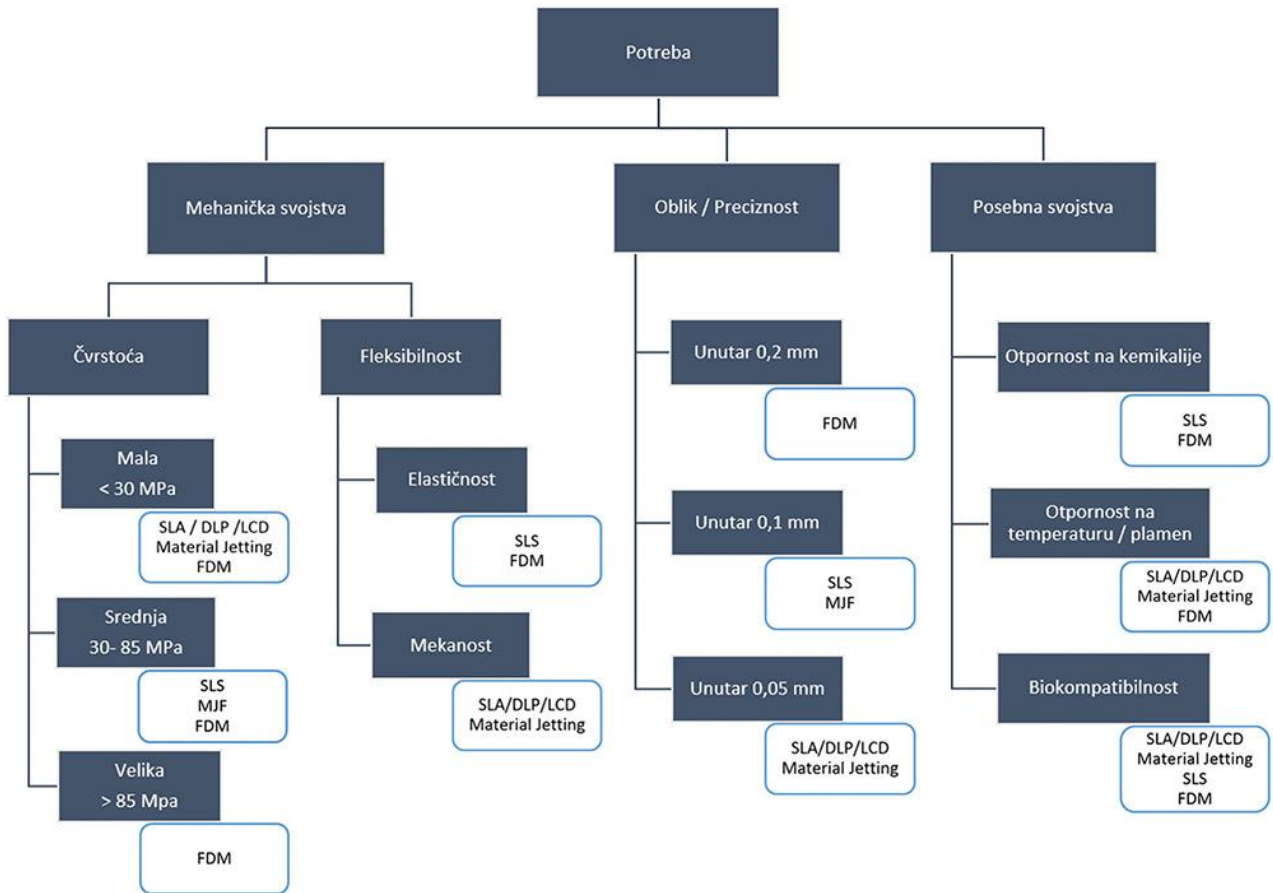 Potreba
Mehanička svojstva
Oblik / Preciznost
Posebna svojstva
Čvrstoća
Fleksibilnost
Mala
< 30 MPa
SLA / DLP /LCD
Material Jetting
FDM
Srednja
30- 85 MPa
SLS
MJF
FDM
Velika
> 85 Mpa
FDM
Elastičnost
SLS
FDM
Mekanost
SLA/DLP/LCD
Material Jetting
Unutar 0,2 mm
FDM
Unutar 0,1 mm
SLS
MJF
Unutar 0,05 mm
SLA/DLP/LCD
Material Jetting
Otpornost na kemikalije
SLS
FDM
Otpornost na
temperaturu / plamen
SLA/DLP/LCD
Material Jetting
FDM
Biokompatibilnost
SLA/DLP/LCD
Material Jetting
SLS
FDM